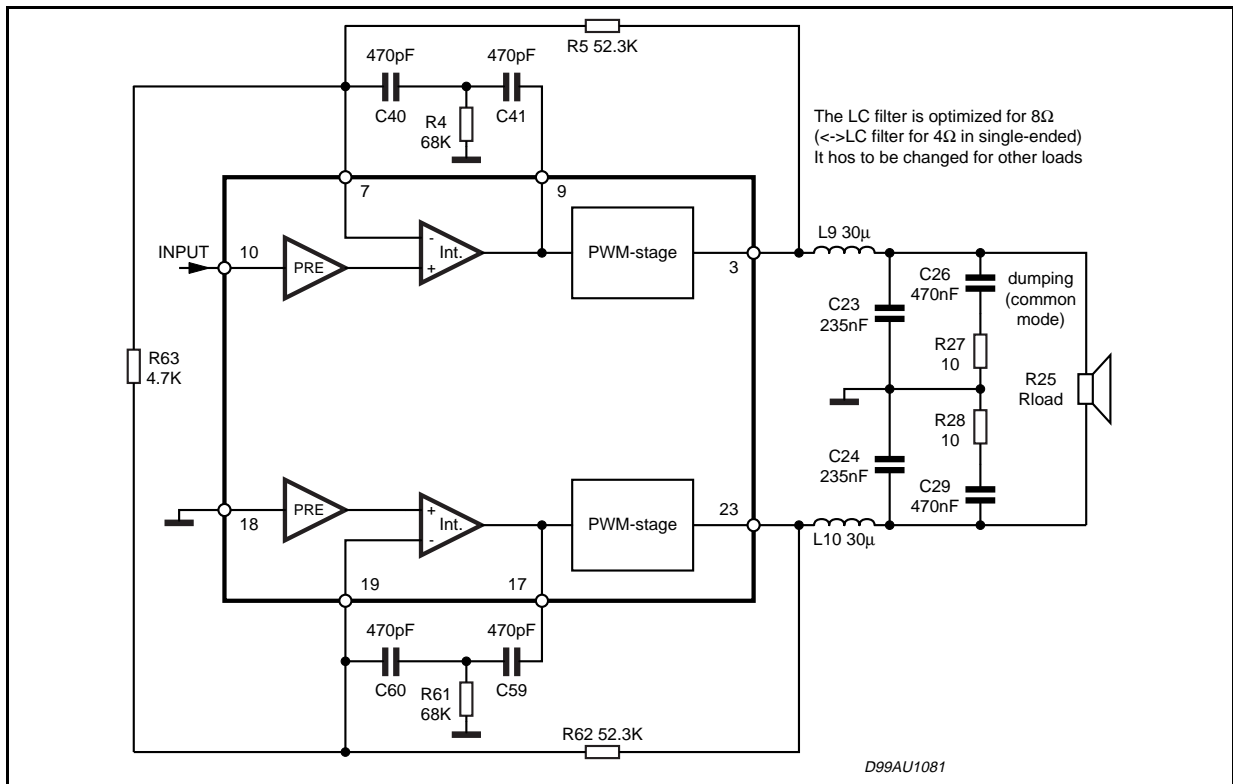 R5 52.3K
470pF
470pF
C40
R4
68K
C41
The LC filter is optimized for 8Ω
(<->LC filter for 4Ω in single-ended)
It hos to be changed for other loads
7
9
INPUT
10
PRE
-
+
Int.
PWM-stage
3
L9 30µ
C23
235nF
C26
470nF
dumping
(common
mode)
R63
4.7K
R27
10
R25
Rload
R28
10
C24
235nF
C29
470nF
18
PRE
+
-
Int.
PWM-stage
23
L10 30µ
19
17
470pF
470pF
C60
R61
68K
C59
R62 52.3K
D99AU1081